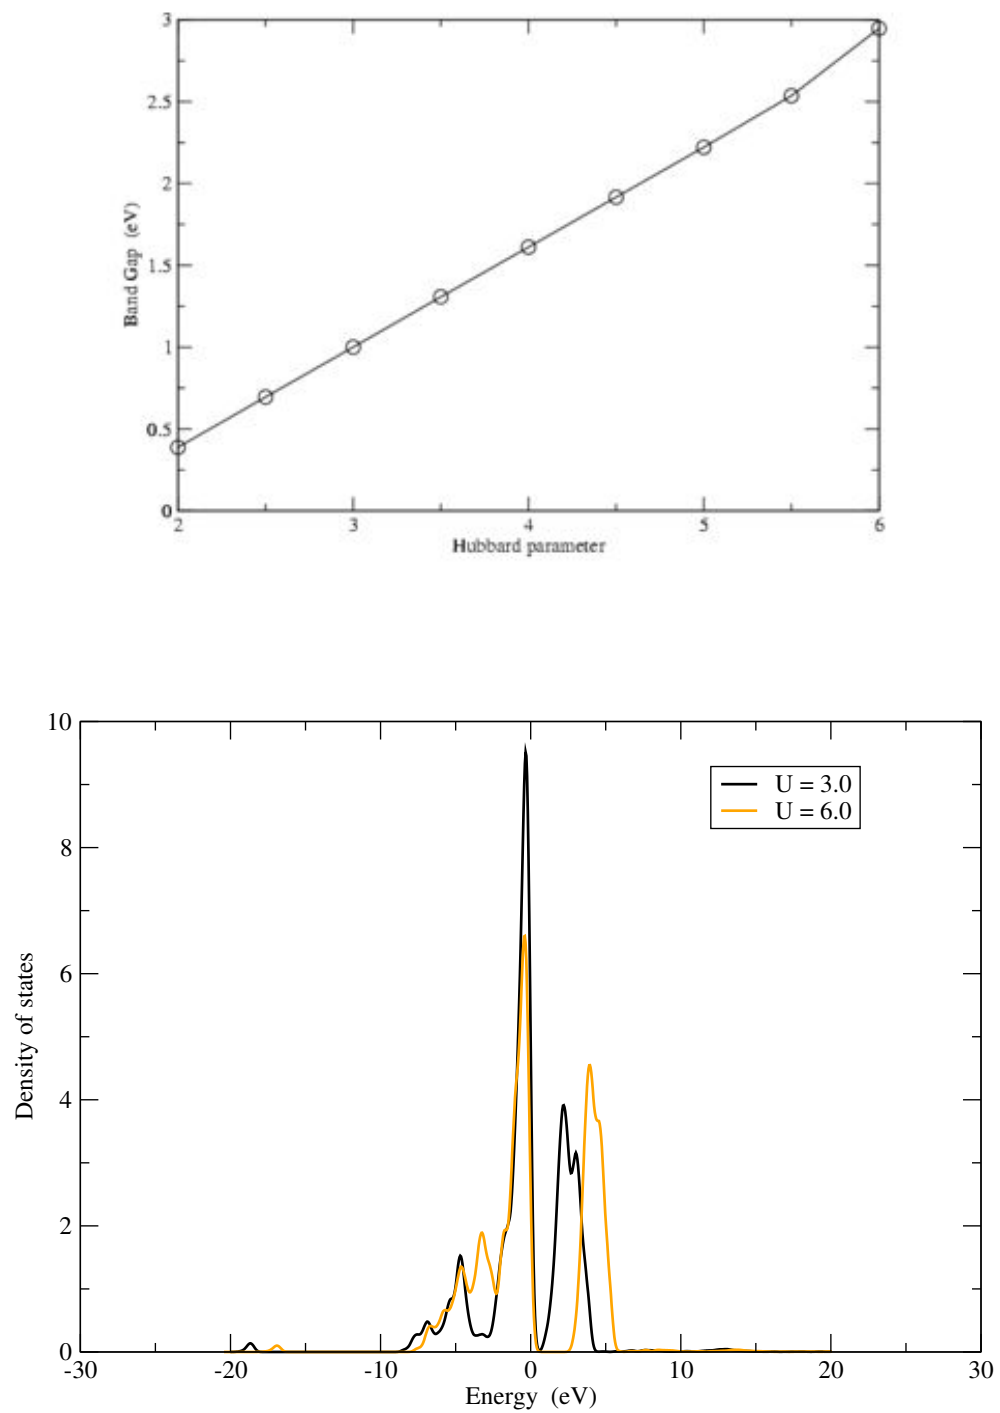 3
2.5
2
1.5
1
0.5
0
Band Gap (eV)
2 3 4 5 6
Hubbard parameter
10
8
6
4
2
0
Density of states
U = 3.0
U = 6.0
-30 -20 -10 0 10 20 30
Energy (eV)